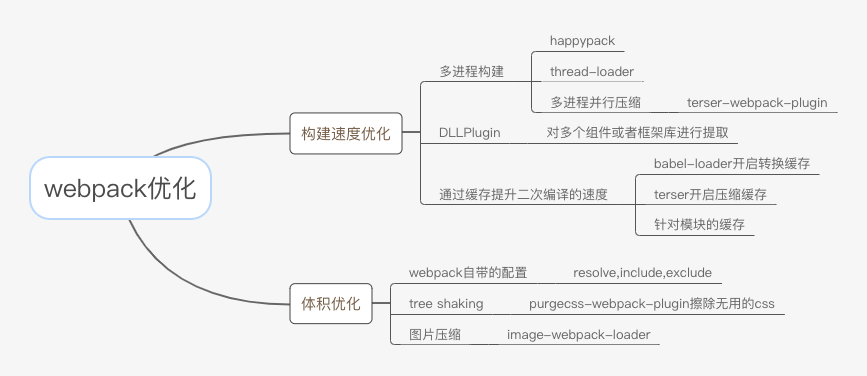 webpack优化
构建速度优化
多进程构建
happypack
thread-loader
多进程并行压缩
terser-webpack-plugin
DLLPlugin
对多个组件或者框架库进行提取
通过缓存提升二次编译的速度
babel-loader开启转换缓存
terser开启压缩缓存
针对模块的缓存
体积优化
webpack自带的配置
resolve,include,exclude
tree shaking
purgecss-webpack-plugin擦除无用的css
图片压缩
image-webpack-loader